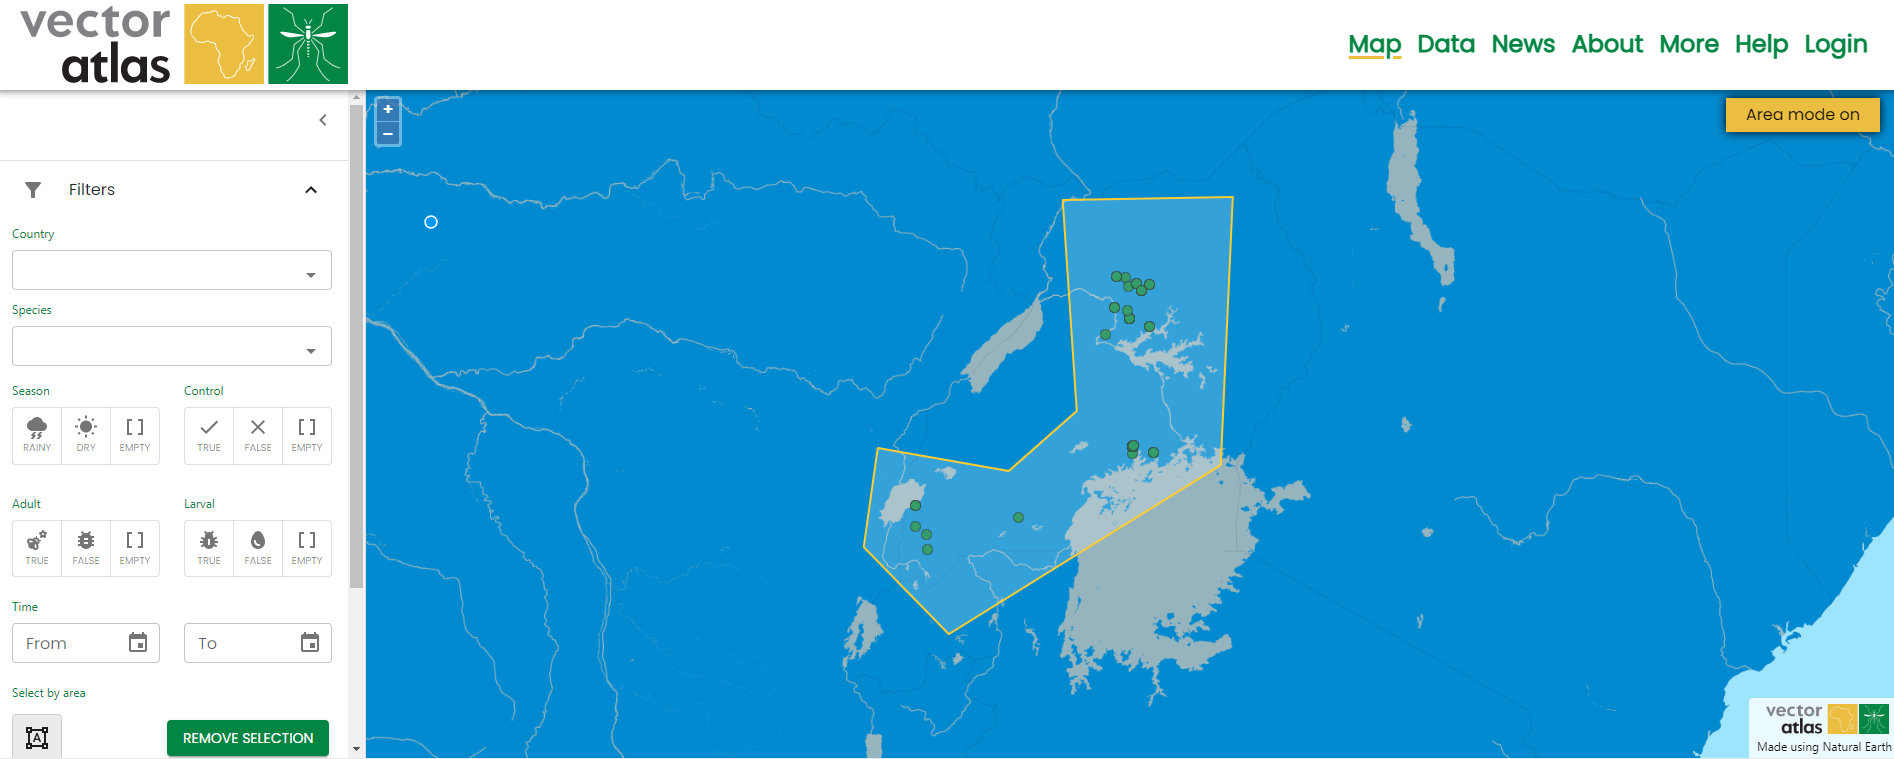 vector
atlas
Map Data News About More Help Login
+
−
Area mode on
Filters
Country
Species
Season Control
RAINY DRY EMPTY TRUE FALSE EMPTY
Adult Larval
TRUE FALSE EMPTY TRUE FALSE EMPTY
Time
From To
Select by area
A REMOVE SELECTION
vector
atlas
Made using Natural Earth